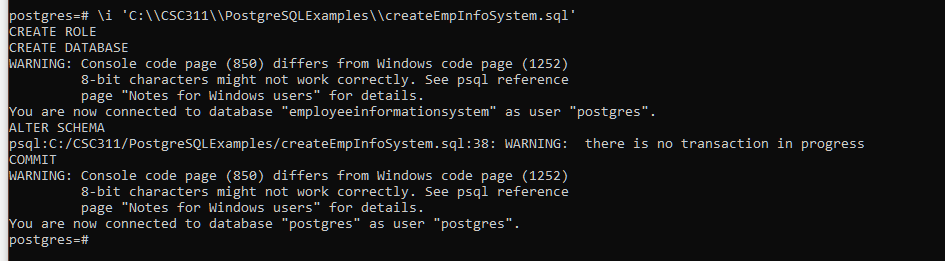 postgres=# \i 'C:\\CSC311\\PostgreSQLExamples\\createEmpInfoSystem.sql'
CREATE ROLE
CREATE DATABASE
WARNING: Console code page (850) differs from Windows code page (1252)
         8-bit characters might not work correctly. See psql reference
         page "Notes for Windows users" for details.
You are now connected to database "employeeinformationsystem" as user "postgres".
ALTER SCHEMA
psql:C:/CSC311/PostgreSQLExamples/createEmpInfoSystem.sql:38: WARNING:  there is no transaction in progress
COMMIT
WARNING: Console code page (850) differs from Windows code page (1252)
         8-bit characters might not work correctly. See psql reference
         page "Notes for Windows users" for details.
You are now connected to database "postgres" as user "postgres".
postgres=#